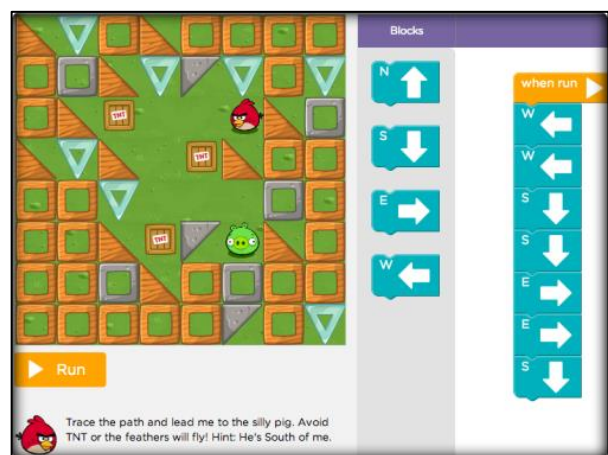 Blocks
when run
N
W
TNT
W
S
TNT
S
S
E
E
TNT
E
W
S
Run
Trace the path and lead me to the silly pig. Avoid
TNT or the feathers will fly! Hint: He's South of me.